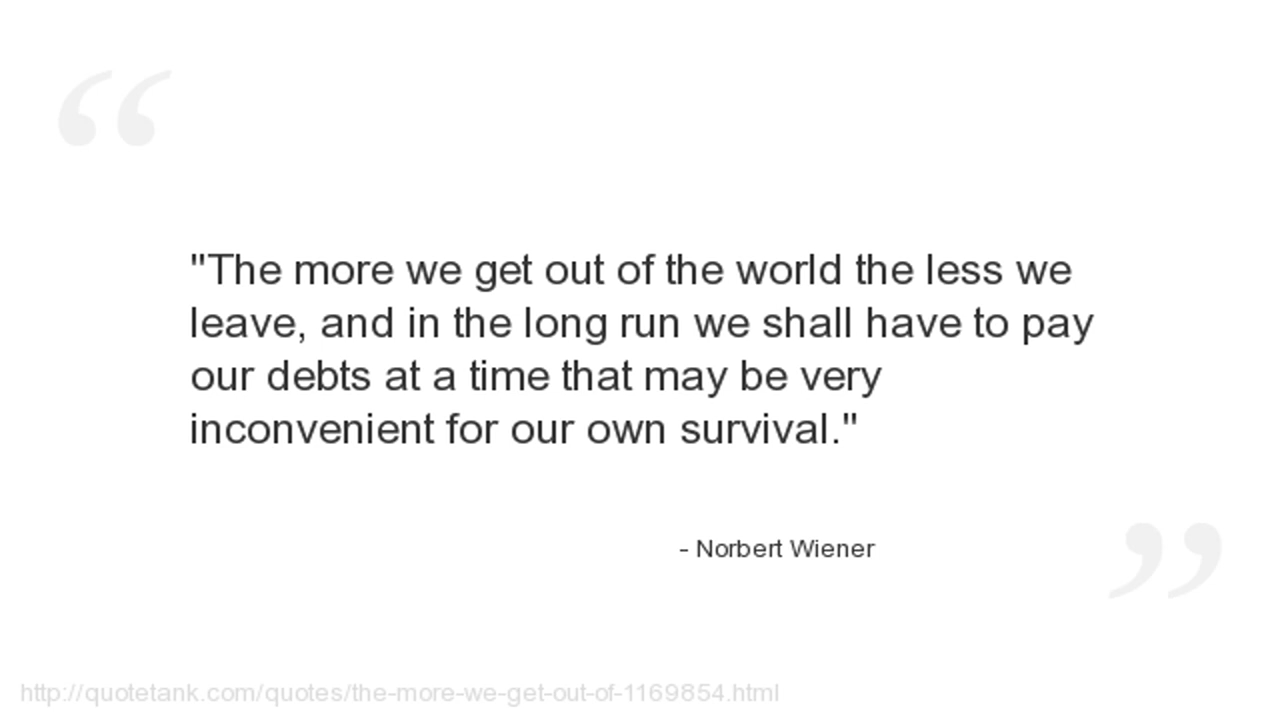 "The more we get out of the world the less we
leave, and in the long run we shall have to pay
our debts at a time that may be very
inconvenient for our own survival."
- Norbert Wiener
http://quotetank.com/quotes/the-more-we-get-out-of-1169854.html